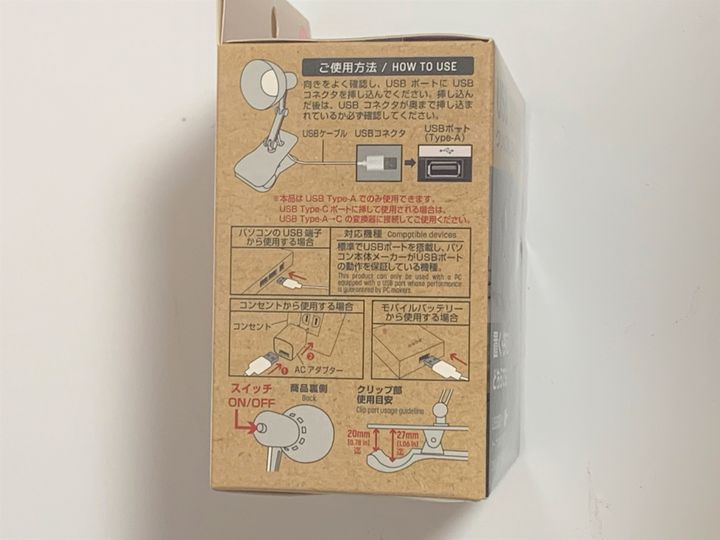 ご使用方法 / HOW TO USE
向きをよく確認し、USB ポートに USB
コネクタを挿し込んでください。挿し込ん
だ後は、USB コネクタが奥まで挿し込ま
れているか必ず確認してください。
USBケーブル USBコネクタ
USBポート
(Type-A)
※本品は USB Type-A でのみ使用できます。
USB Type-C ポートに挿して使用される場合は、
USB Type-A→C の変換器に接続してご使用ください。
パソコンの USB 端子
から使用する場合
対応機種 Compatible devices
標準でUSBポートを搭載し、パソ
コン本体メーカーがUSBポート
の動作を保証している機種。
This product can only be used with a PC
equipped with a USB port whose performance
is guaranteed by PC makers.
コンセントから使用する場合
コンセント
ACアダプター
❶
❷
モバイルバッテリー
から使用する場合
スイッチ
ON/OFF
商品裏側
Back
クリップ部
使用目安
Clip part usage guideline
20mm
(0.78 in)
迄
27mm
(1.06 in)
迄